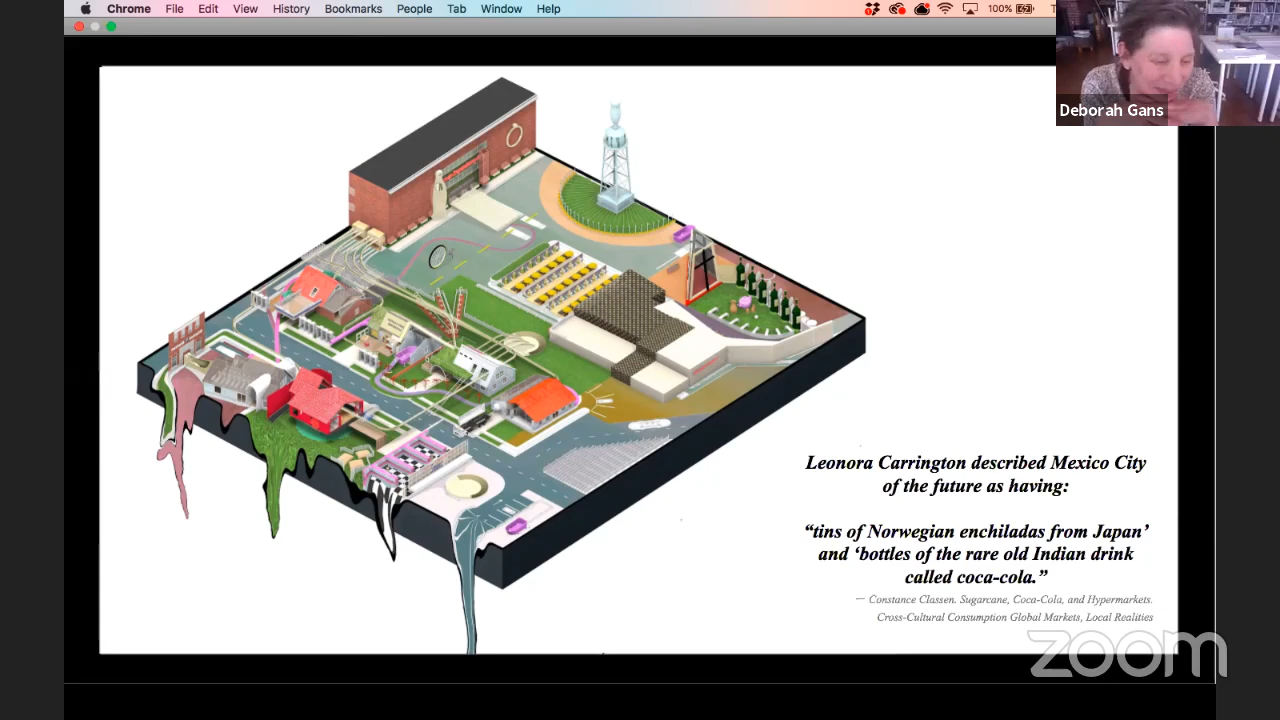 Chrome File Edit View History Bookmarks People Tab Window Help 100%
Deborah Gans
Leonora Carrington described Mexico City
of the future as having:
“tins of Norwegian enchiladas from Japan’
and ‘bottles of the rare old Indian drink
called coca-cola.”
— Constance Classen. Sugarcane, Coca-Cola, and Hypermarkets.
Cross-Cultural Consumption Global Markets, Local Realities
zoom